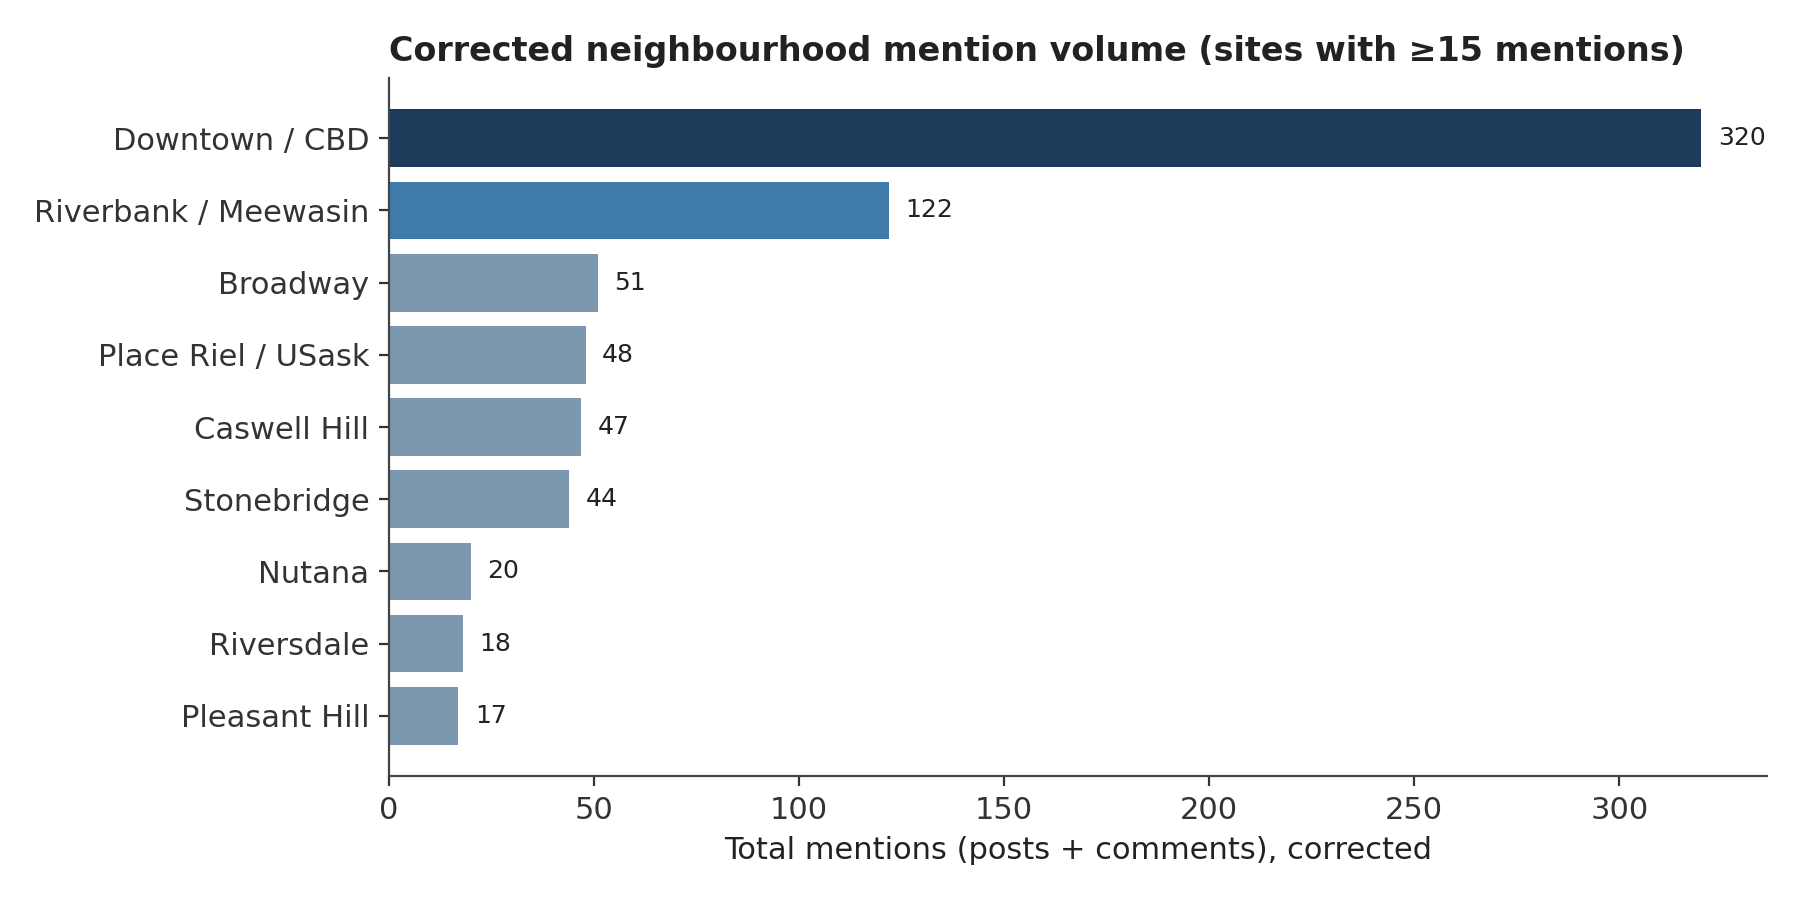 Corrected neighbourhood mention volume (sites with ≥15 mentions)
Downtown / CBD 320
Riverbank / Meewasin 122
Broadway 51
Place Riel / USask 48
Caswell Hill 47
Stonebridge 44
Nutana 20
Riversdale 18
Pleasant Hill 17
0 50 100 150 200 250 300
Total mentions (posts + comments), corrected